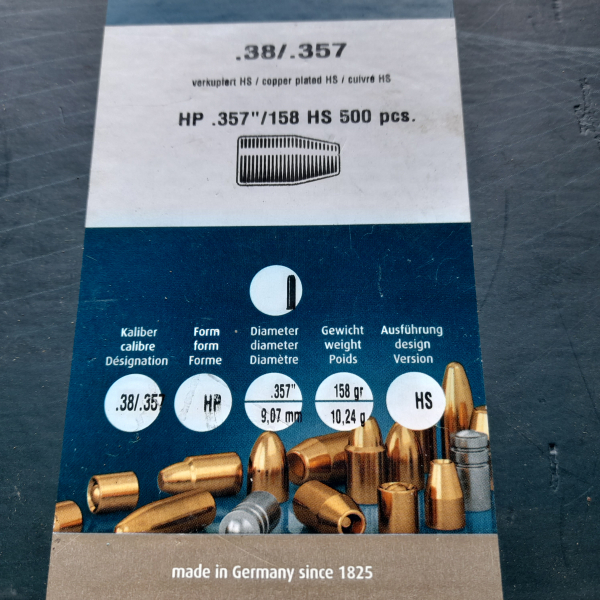 .38/.357
verkupfert HS / copper plated HS / cuivré HS
HP .357"/158 HS 500 pcs.
Kaliber
calibre
Désignation
Form
form
Forme
Diameter
diameter
Diamètre
Gewicht
weight
Poids
Ausführung
design
Version
.38/.357
HP
.357"
9,07 mm
158 gr
10,24 g
HS
made in Germany since 1825